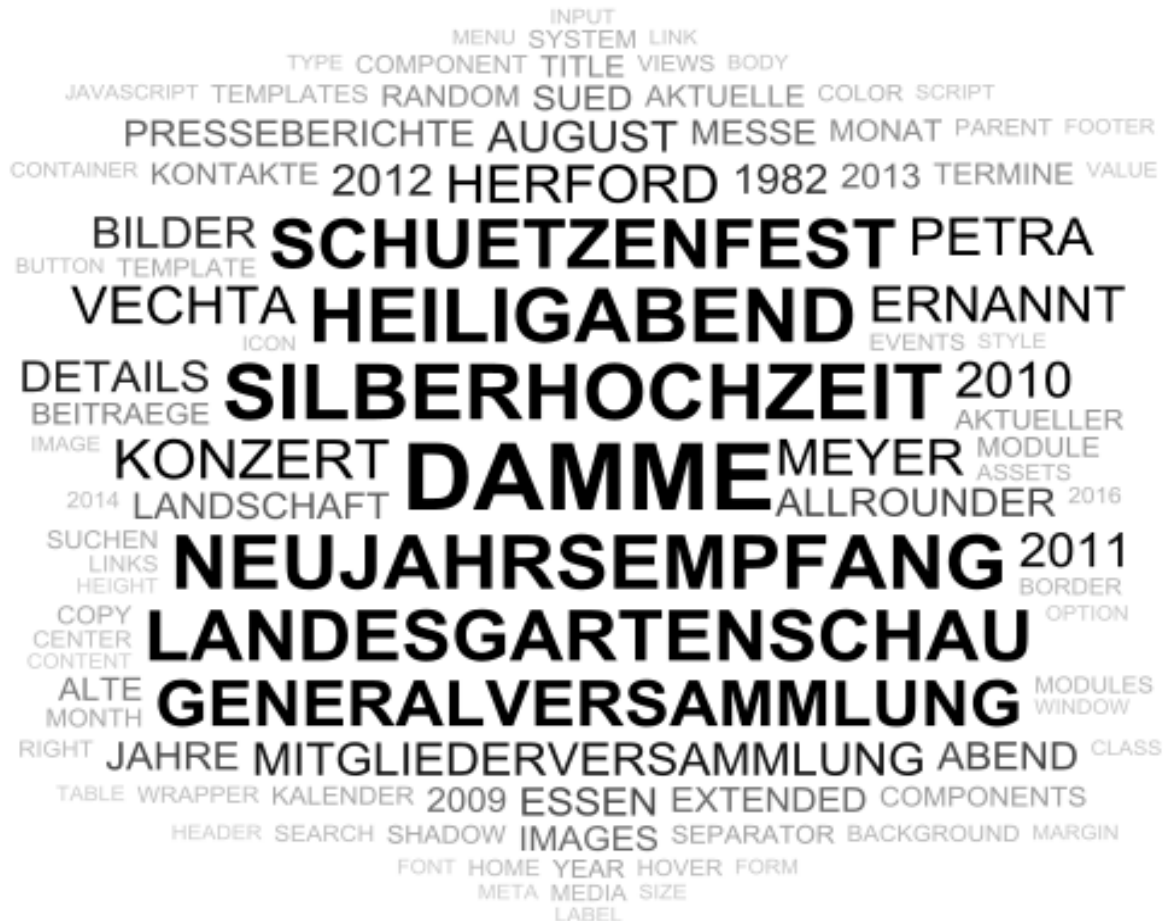 INPUT
MENU SYSTEM LINK
TYPE COMPONENT TITLE VIEWS BODY
JAVASCRIPT TEMPLATES RANDOM SUED AKTUELLE COLOR SCRIPT
PRESSEBERICHTE AUGUST MESSE MONAT PARENT FOOTER
CONTAINER KONTAKTE 2012 HERFORD 1982 2013 TERMINE VALUE
BILDER SCHUETZENFEST PETRA
BUTTON TEMPLATE
VECHTA HEILIGABEND ERNANNT
ICON EVENTS STYLE
DETAILS SILBERHOCHZEIT 2010
BEITRAEGE AKTUELLER
IMAGE KONZERT DAMME MEYER MODULE
ASSETS
2014 LANDSCHAFT ALLROUNDER 2016
SUCHEN NEUJAHRSEMPFANG 2011
LINKS
HEIGHT BORDER
COPY LANDESGARTENSCHAU OPTION
CENTER
CONTENT
ALTE GENERALVERSAMMLUNG MODULES
MONTH WINDOW
RIGHT JAHRE MITGLIEDERVERSAMMLUNG ABEND CLASS
TABLE WRAPPER KALENDER 2009 ESSEN EXTENDED COMPONENTS
HEADER SEARCH SHADOW IMAGES SEPARATOR BACKGROUND MARGIN
FONT HOME YEAR HOVER FORM
META MEDIA SIZE
LABEL